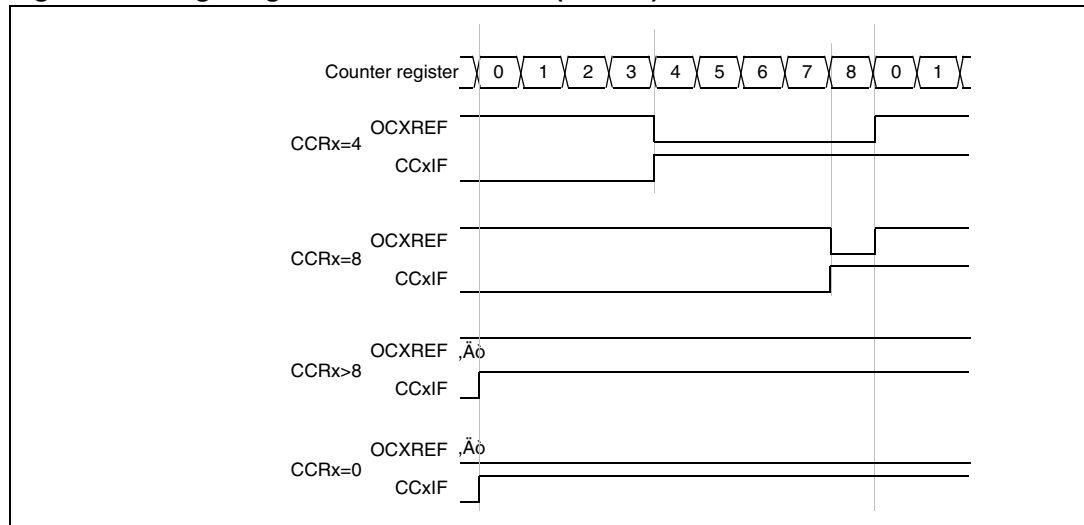 Counter register 0 1 2 3 4 5 6 7 8 0 1
OCXREF
CCRx=4
CCxIF
OCXREF
CCRx=8
CCxIF
OCXREF ‚Äò
CCRx>8
CCxIF
OCXREF ‚Äò
CCRx=0
CCxIF